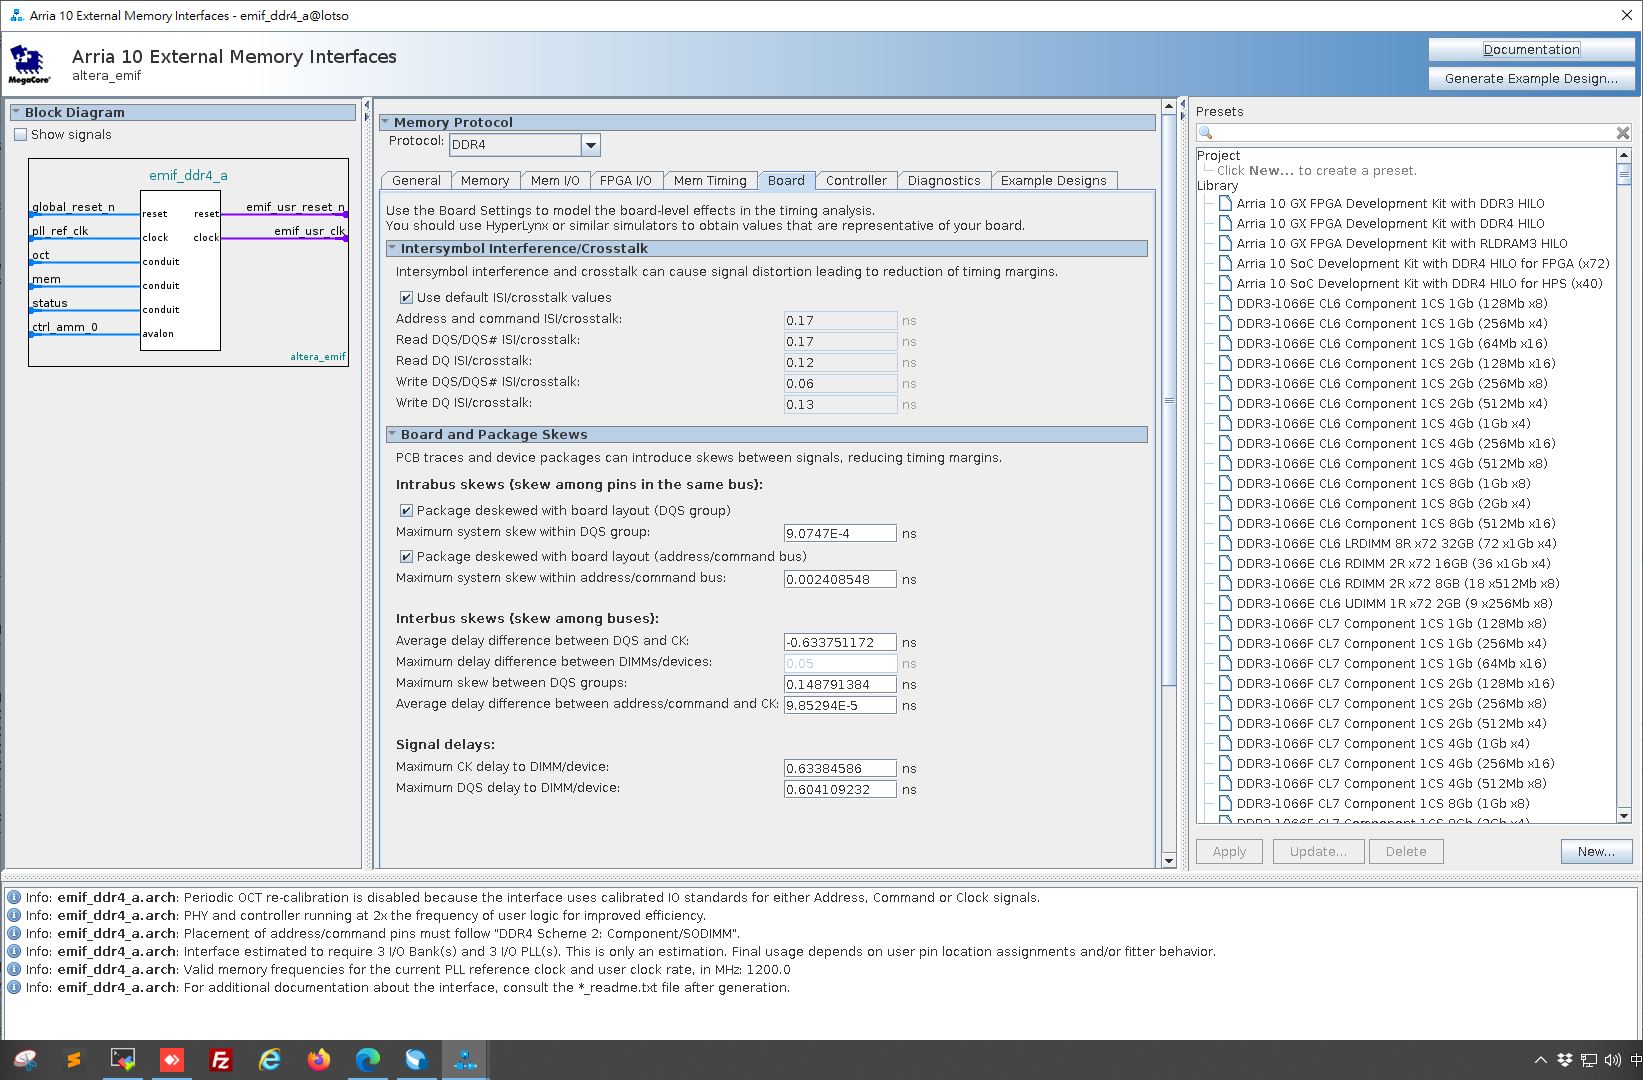 Arria 10 External Memory Interfaces - emif_ddr4_a@lotso
MegaCore'
Arria 10 External Memory Interfaces
altera_emif
Documentation
Generate Example Design...
Block Diagram
Show signals
emif_ddr4_a
global_reset_n
reset
reset
emif_usr_reset_n
pll_ref_clk
clock
clock
emif_usr_clk
oct
conduit
mem
conduit
status
conduit
ctrl_amm_0
avalon
altera_emif
Memory Protocol
Protocol: DDR4
General Memory Mem I/O FPGA I/O Mem Timing Board Controller Diagnostics Example Designs
Use the Board Settings to model the board-level effects in the timing analysis.
You should use HyperLynx or similar simulators to obtain values that are representative of your board.
Intersymbol Interference/Crosstalk
Intersymbol interference and crosstalk can cause signal distortion leading to reduction of timing margins.
Use default ISI/crosstalk values
Address and command ISI/crosstalk: 0.17 ns
Read DQS/DQS# ISI/crosstalk: 0.17 ns
Read DQ ISI/crosstalk: 0.12 ns
Write DQS/DQS# ISI/crosstalk: 0.06 ns
Write DQ ISI/crosstalk: 0.13 ns
Board and Package Skews
PCB traces and device packages can introduce skews between signals, reducing timing margins.
Intrabus skews {skew among pins in the same bus}:
Package deskewed with board layout (DQS group)
Maximum system skew within DQS group: 9.0747E-4 ns
Package deskewed with board layout (address/command bus)
Maximum system skew within address/command bus: 0.002408548 ns
Interbus skews {skew among buses}:
Average delay difference between DQS and CK: -0.633751172 ns
Maximum delay difference between DIMMs/devices: 0.05 ns
Maximum skew between DQS groups: 0.148791384 ns
Average delay difference between address/command and CK: 9.85294E-5 ns
Signal delays:
Maximum CK delay to DIMM/device: 0.63384586 ns
Maximum DQS delay to DIMM/device: 0.604109232 ns
Presets
Project
Click New... to create a preset.
Library
Arria 10 GX FPGA Development Kit with DDR3 HILO
Arria 10 GX FPGA Development Kit with DDR4 HILO
Arria 10 GX FPGA Development Kit with RLDRAM3 HILO
Arria 10 SoC Development Kit with DDR4 HILO for FPGA (x72)
Arria 10 SoC Development Kit with DDR4 HILO for HPS (x40)
DDR3-1066E CL6 Component 1CS 1Gb (128Mb x8)
DDR3-1066E CL6 Component 1CS 1Gb (256Mb x4)
DDR3-1066E CL6 Component 1CS 1Gb (64Mb x16)
DDR3-1066E CL6 Component 1CS 2Gb (128Mb x16)
DDR3-1066E CL6 Component 1CS 2Gb (256Mb x8)
DDR3-1066E CL6 Component 1CS 2Gb (512Mb x4)
DDR3-1066E CL6 Component 1CS 4Gb (1Gb x4)
DDR3-1066E CL6 Component 1CS 4Gb (256Mb x16)
DDR3-1066E CL6 Component 1CS 4Gb (512Mb x8)
DDR3-1066E CL6 Component 1CS 8Gb (1Gb x8)
DDR3-1066E CL6 Component 1CS 8Gb (2Gb x4)
DDR3-1066E CL6 Component 1CS 8Gb (512Mb x16)
DDR3-1066E CL6 LRDIMM 8R x72 32GB (72 x1Gb x4)
DDR3-1066E CL6 RDIMM 2R x72 16GB (36 x1Gb x4)
DDR3-1066E CL6 RDIMM 2R x72 8GB (18 x512Mb x8)
DDR3-1066E CL6 UDIMM 1R x72 2GB (9 x256Mb x8)
DDR3-1066F CL7 Component 1CS 1Gb (128Mb x8)
DDR3-1066F CL7 Component 1CS 1Gb (256Mb x4)
DDR3-1066F CL7 Component 1CS 1Gb (64Mb x16)
DDR3-1066F CL7 Component 1CS 2Gb (128Mb x16)
DDR3-1066F CL7 Component 1CS 2Gb (256Mb x8)
DDR3-1066F CL7 Component 1CS 2Gb (512Mb x4)
DDR3-1066F CL7 Component 1CS 4Gb (1Gb x4)
DDR3-1066F CL7 Component 1CS 4Gb (256Mb x16)
DDR3-1066F CL7 Component 1CS 4Gb (512Mb x8)
DDR3-1066F CL7 Component 1CS 8Gb (1Gb x8)
DDR3-1066F CL7 Component 1CS 8Gb (2Gb x4)
Apply Update... Delete New...
Info: emif_ddr4_a.arch: Periodic OCT re-calibration is disabled because the interface uses calibrated IO standards for either Address, Command or Clock signals.
Info: emif_ddr4_a.arch: PHY and controller running at 2x the frequency of user logic for improved efficiency.
Info: emif_ddr4_a.arch: Placement of address/command pins must follow "DDR4 Scheme 2: Component/SODIMM".
Info: emif_ddr4_a.arch: Interface estimated to require 3 I/O Bank(s) and 3 I/O PLL(s). This is only an estimation. Final usage depends on user pin location assignments and/or fitter behavior.
Info: emif_ddr4_a.arch: Valid memory frequencies for the current PLL reference clock and user clock rate, in MHz: 1200.0
Info: emif_ddr4_a.arch: For additional documentation about the interface, consult the *_readme.txt file after generation.
中